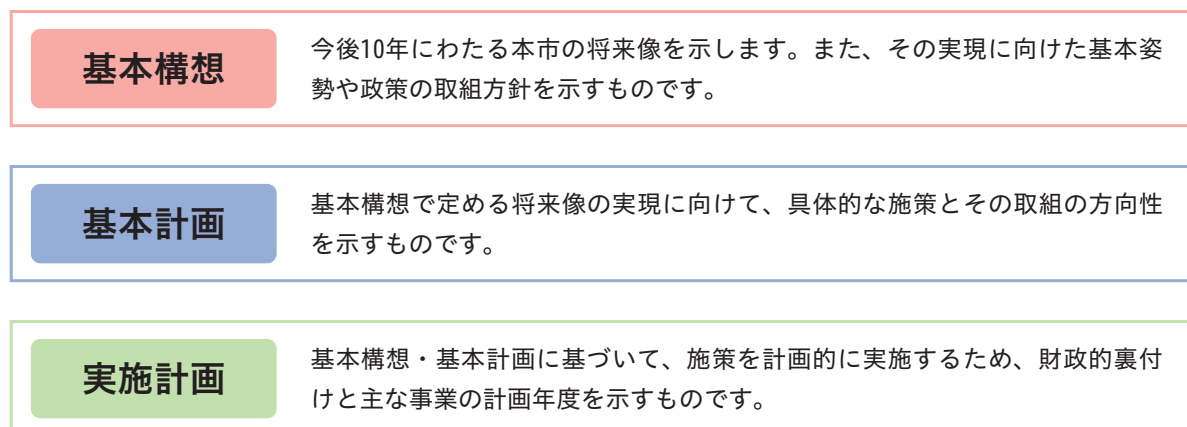 基本構想
今後10年にわたる本市の将来像を示します。また、その実現に向けた基本姿
勢や政策の取組方針を示すものです。
基本計画
基本構想で定める将来像の実現に向けて、具体的な施策とその取組の方向性
を示すものです。
実施計画
基本構想・基本計画に基づいて、施策を計画的に実施するため、財政的裏付
けと主な事業の計画年度を示すものです。